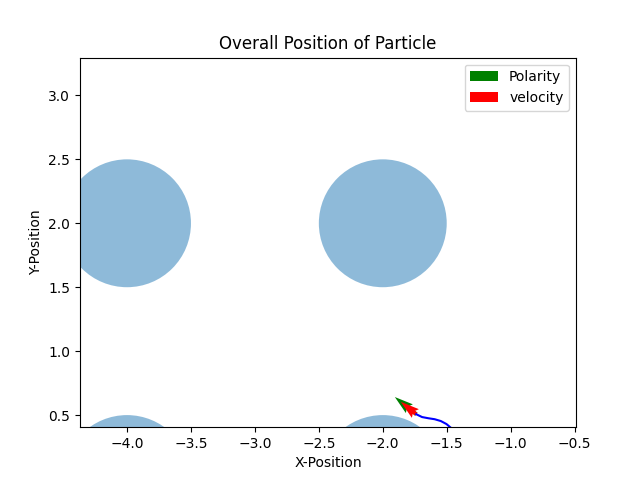 Overall Position of Particle
Polarity
velocity
3.0
2.5
2.0
1.5
1.0
0.5
Y-Position
−4.0 −3.5 −3.0 −2.5 −2.0 −1.5 −1.0 −0.5
X-Position